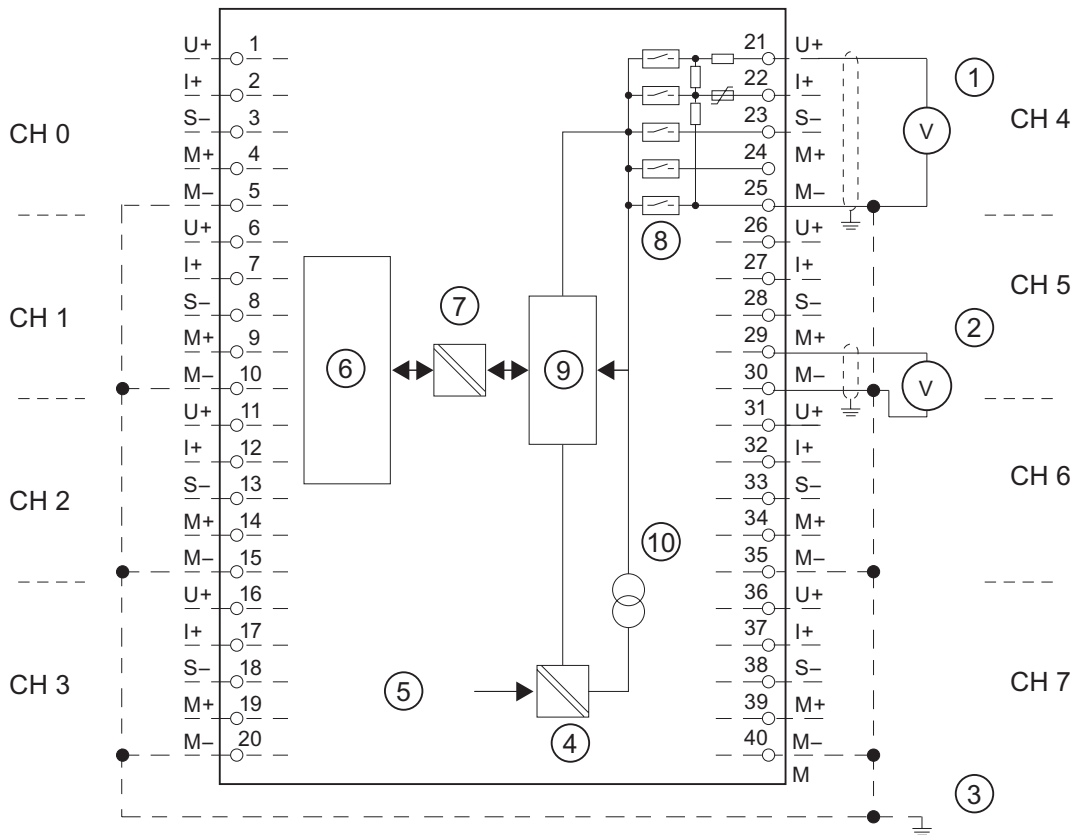 CH 0
U+ 1
I+ 2
S– 3
M+ 4
M– 5
CH 1
U+ 6
I+ 7
S– 8
M+ 9
M– 10
CH 2
U+ 11
I+ 12
S– 13
M+ 14
M– 15
CH 3
U+ 16
I+ 17
S– 18
M+ 19
M– 20
6
7
9
8
10
5
4
21 U+
22 I+
23 S–
24 M+
25 M–
CH 4
1
V
26 U+
27 I+
28 S–
29 M+
30 M–
CH 5
2
V
31 U+
32 I+
33 S–
34 M+
35 M–
CH 6
36 U+
37 I+
38 S–
39 M+
40 M–
M
CH 7
3